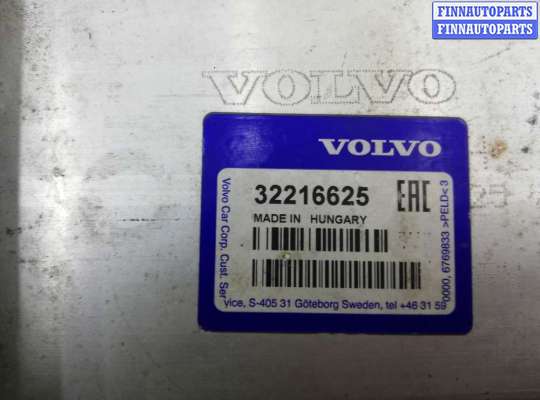 FINNAUTOPARTS
FINNAUTOPARTS
VOLVO
VOLVO
32216625
EAC
MADE IN HUNGARY
Volvo Car Corp. Cust. Ser
vice, S-405 31 Göteborg Sweden, tel +46 31 59
0000, 6769833 >PELD< 3